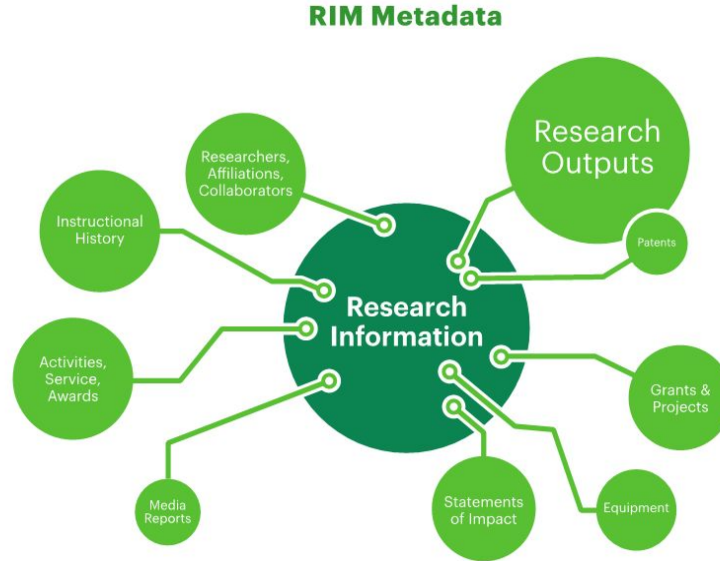 RIM Metadata
Researchers,
Affiliations,
Collaborators
Research
Outputs
Instructional
History
Patents
Research
Information
Activities,
Service,
Awards
Grants &
Projects
Media
Reports
Statements
of Impact
Equipment